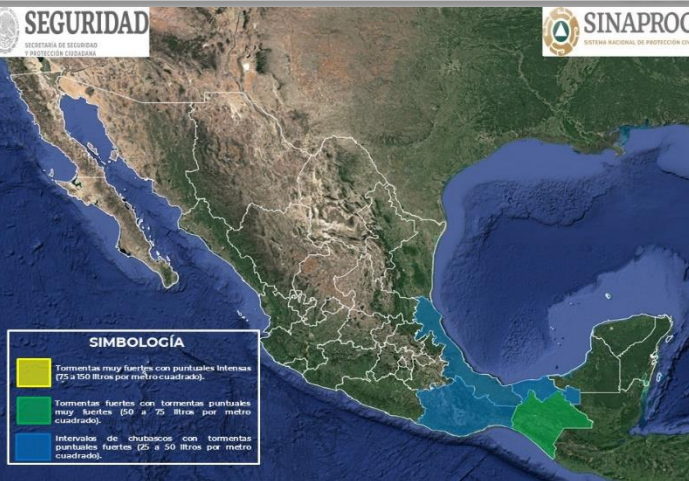 SEGURIDAD
SECRETARÍA DE SEGURIDAD
Y PROTECCIÓN CIUDADANA
SINAPROC
SISTEMA NACIONAL DE PROTECCIÓN
SIMBOLOGÍA
Tormentas muy fuertes con puntuales Intensas
(75 a 150 litros por metro cuadrado).
Tormentas fuertes con tormentas puntuales
muy fuertes (50 a 75 litros por metro
cuadrado).
Intervalos de chubascos con tormentas
puntuales fuertes (25 a 50 litros por metro
cuadrado).